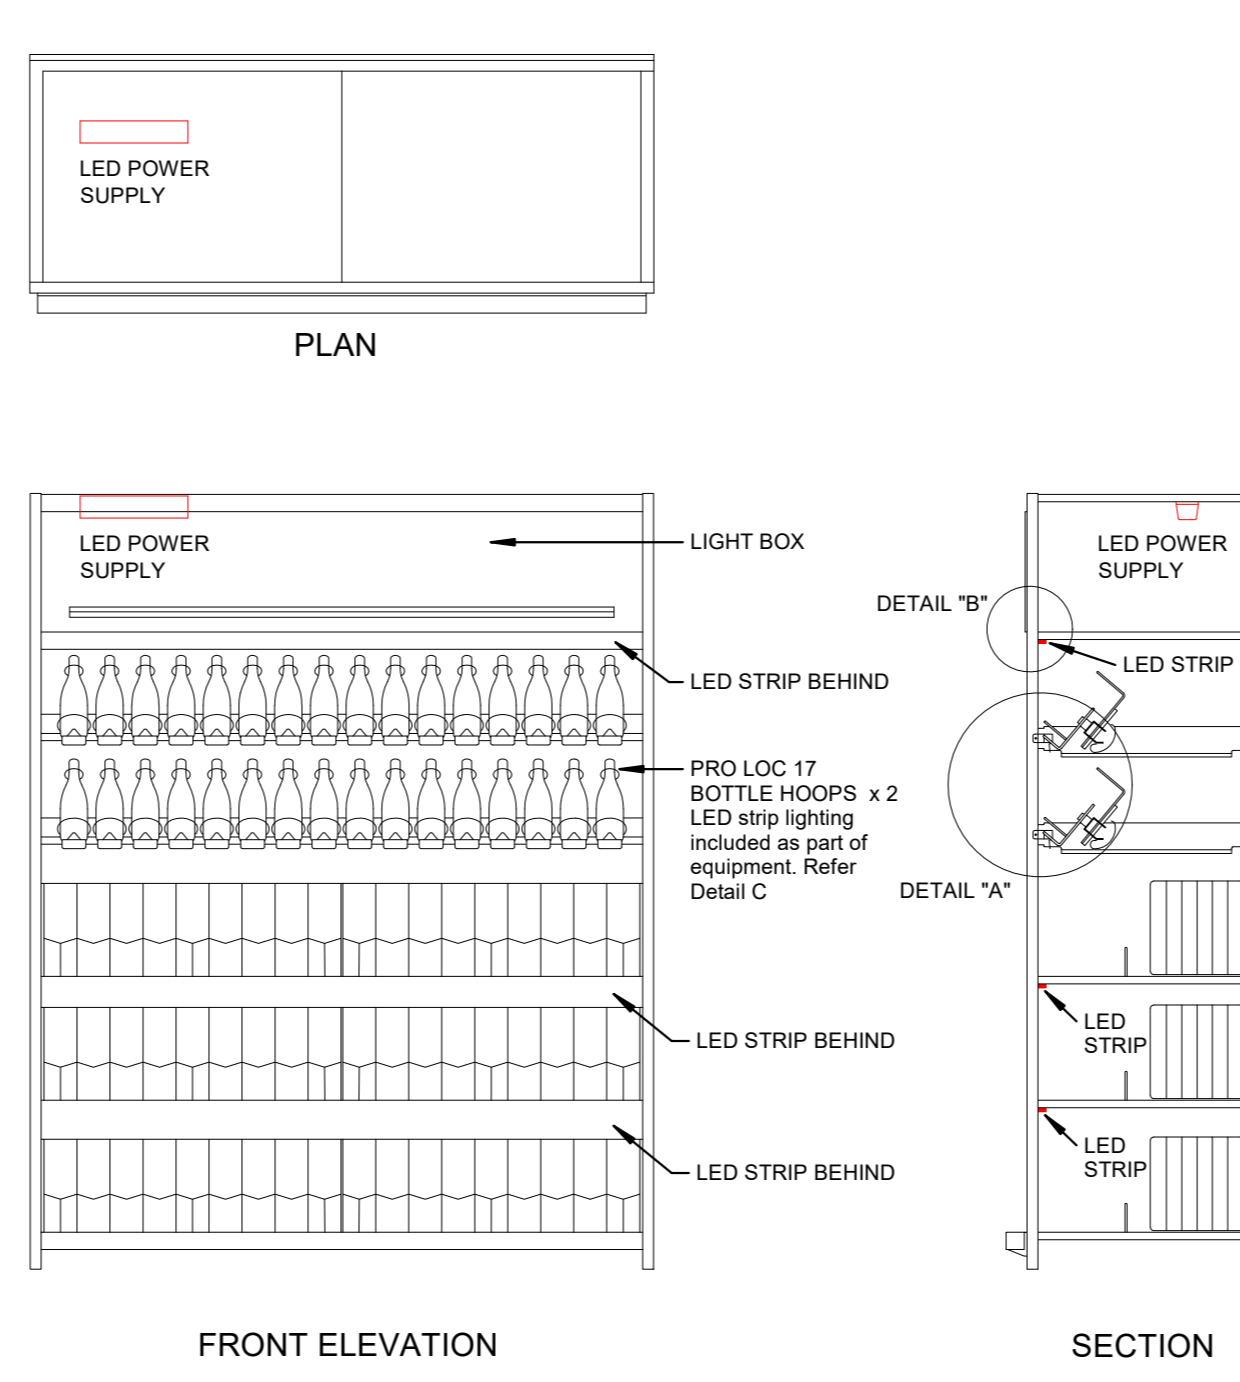 LED POWER
SUPPLY
PLAN
LED POWER
SUPPLY
LIGHT BOX
LED STRIP BEHIND
PRO LOC 17
BOTTLE HOOPS x 2
LED strip lighting
included as part of
equipment. Refer
Detail C
LED STRIP BEHIND
LED STRIP BEHIND
FRONT ELEVATION
LED POWER
SUPPLY
DETAIL "B"
LED STRIP
DETAIL "A"
LED
STRIP
LED
STRIP
SECTION